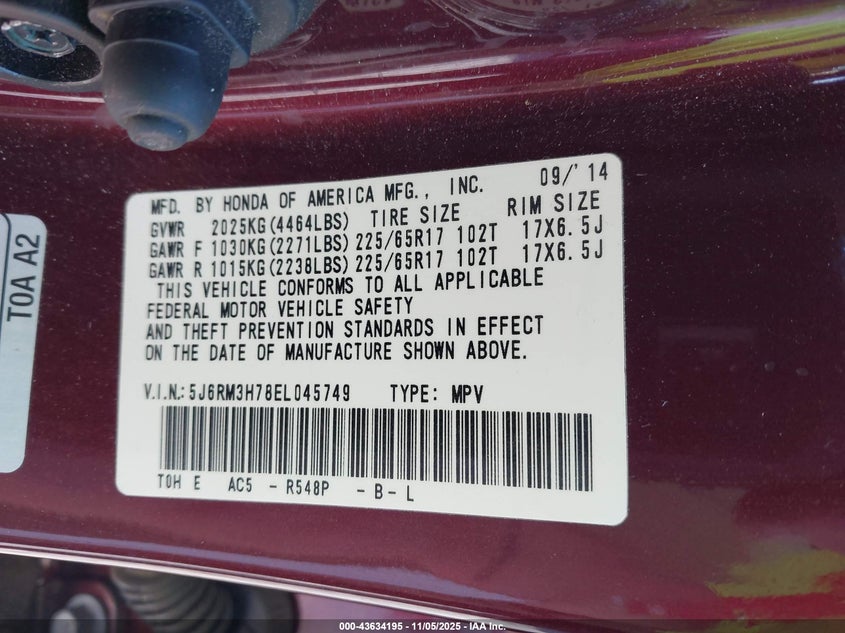 MFD. BY HONDA OF AMERICA MFG., INC. 09/'14
GVWR 2025KG(4464LBS) TIRE SIZE RIM SIZE
GAWR F 1030KG(2271LBS) 225/65R17 102T 17X6.5J
GAWR R 1015KG(2238LBS) 225/65R17 102T 17X6.5J
THIS VEHICLE CONFORMS TO ALL APPLICABLE
FEDERAL MOTOR VEHICLE SAFETY
AND THEFT PREVENTION STANDARDS IN EFFECT
ON THE DATE OF MANUFACTURE SHOWN ABOVE.
V.I.N.: 5J6RM3H78EL045749 TYPE: MPV
T0H E AC5 - R548P - B - L
T0A A2
000-43634195 - 11/05/2025 - IAA Inc.